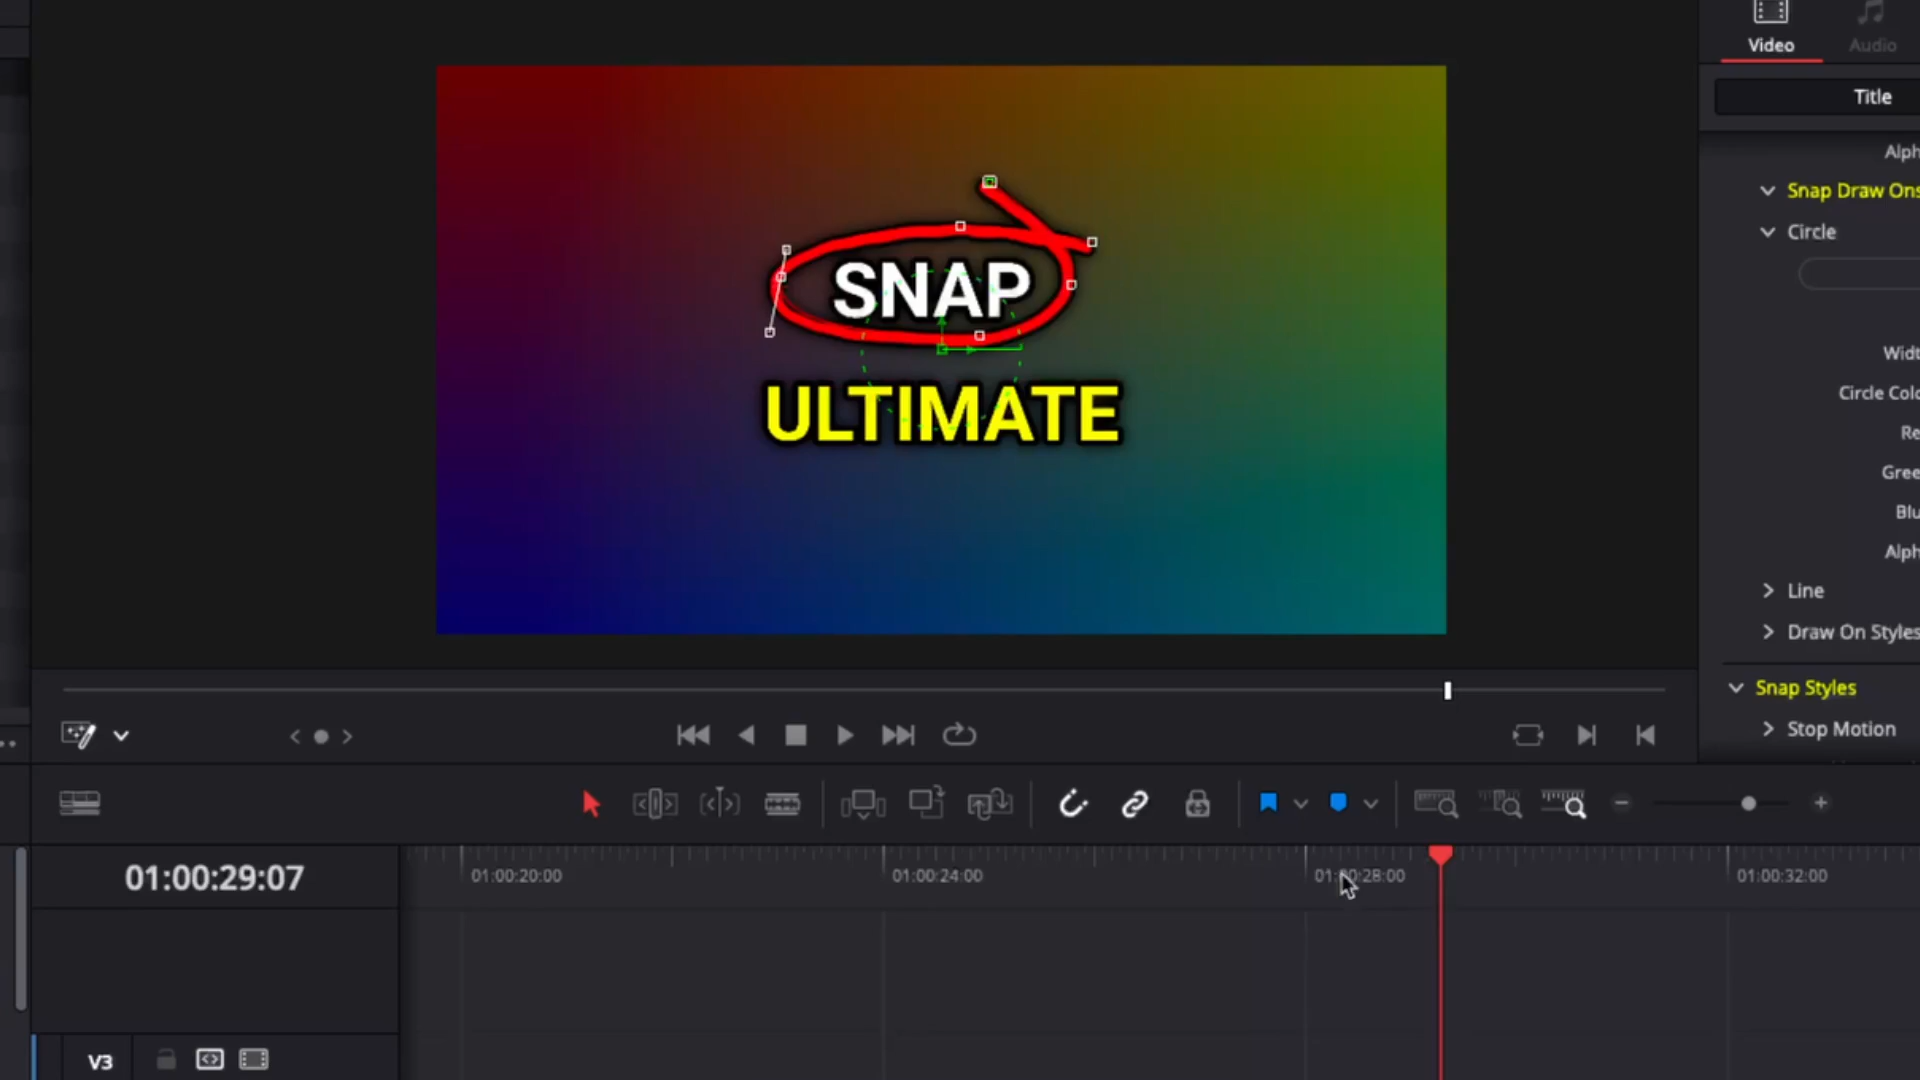 Video
Audio
Title
Alph
Snap Draw Ons
Circle
SNAP
Widt
ULTIMATE
Circle Colo
Re
Gree
Blu
Alph
Line
Draw On Styles
Snap Styles
Stop Motion
01:00:29:07
01:00:20:00
01:00:24:00
01:00:28:00
01:00:32:00
V3